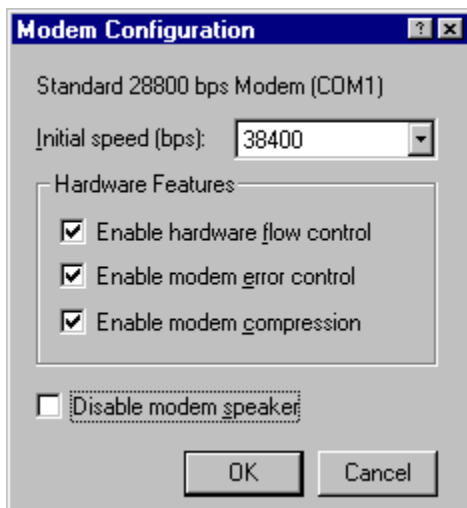 Modem Configuration
Standard 28800 bps Modem (COM1)
Initial speed (bps): 38400
Hardware Features
Enable hardware flow control
Enable modem error control
Enable modem compression
Disable modem speaker
OK Cancel